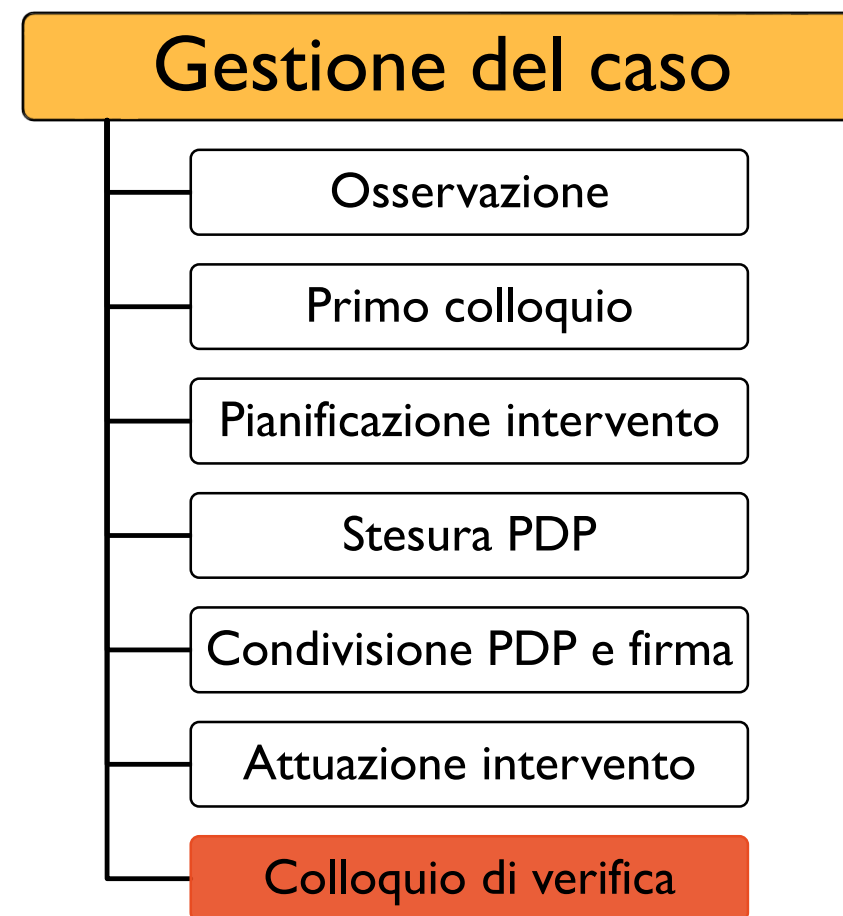 Gestione del caso
Osservazione
Primo colloquio
Pianificazione intervento
Stesura PDP
Condivisione PDP e firma
Attuazione intervento
Colloquio di verifica